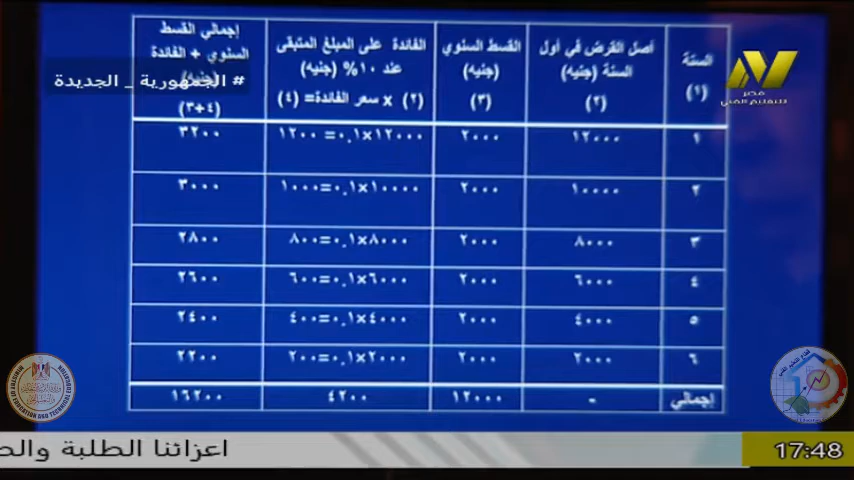 السنة
(١)
أصل القرض في أول
السنة (جنيه)
(٢)
القسط السنوي
(جنيه)
(٣)
الفائدة على المبلغ المتبقى
عند ١٠% (جنيه)
(٢) x سعر الفائدة= (٤)
إجمالي القسط
السنوي + الفائدة
(٣+٤)
# الجمهورية _ الجديدة
مصر
للتعليم الفني
١ ١٢٠٠٠ ٢٠٠٠ ١٢٠٠٠×٠,١= ١٢٠٠ ٣٢٠٠
٢ ١٠٠٠٠ ٢٠٠٠ ١٠٠٠٠×٠,١=١٠٠٠ ٣٠٠٠
٣ ٨٠٠٠ ٢٠٠٠ ٨٠٠٠×٠,١=٨٠٠ ٢٨٠٠
٤ ٦٠٠٠ ٢٠٠٠ ٦٠٠٠×٠,١=٦٠٠ ٢٦٠٠
٥ ٤٠٠٠ ٢٠٠٠ ٤٠٠٠×٠,١=٤٠٠ ٢٤٠٠
٦ ٢٠٠٠ ٢٠٠٠ ٢٠٠٠×٠,١=٢٠٠ ٢٢٠٠
إجمالي - ١٢٠٠٠ ٤٢٠٠ ١٦٢٠٠
اعزائنا الطلبة والط
17:48